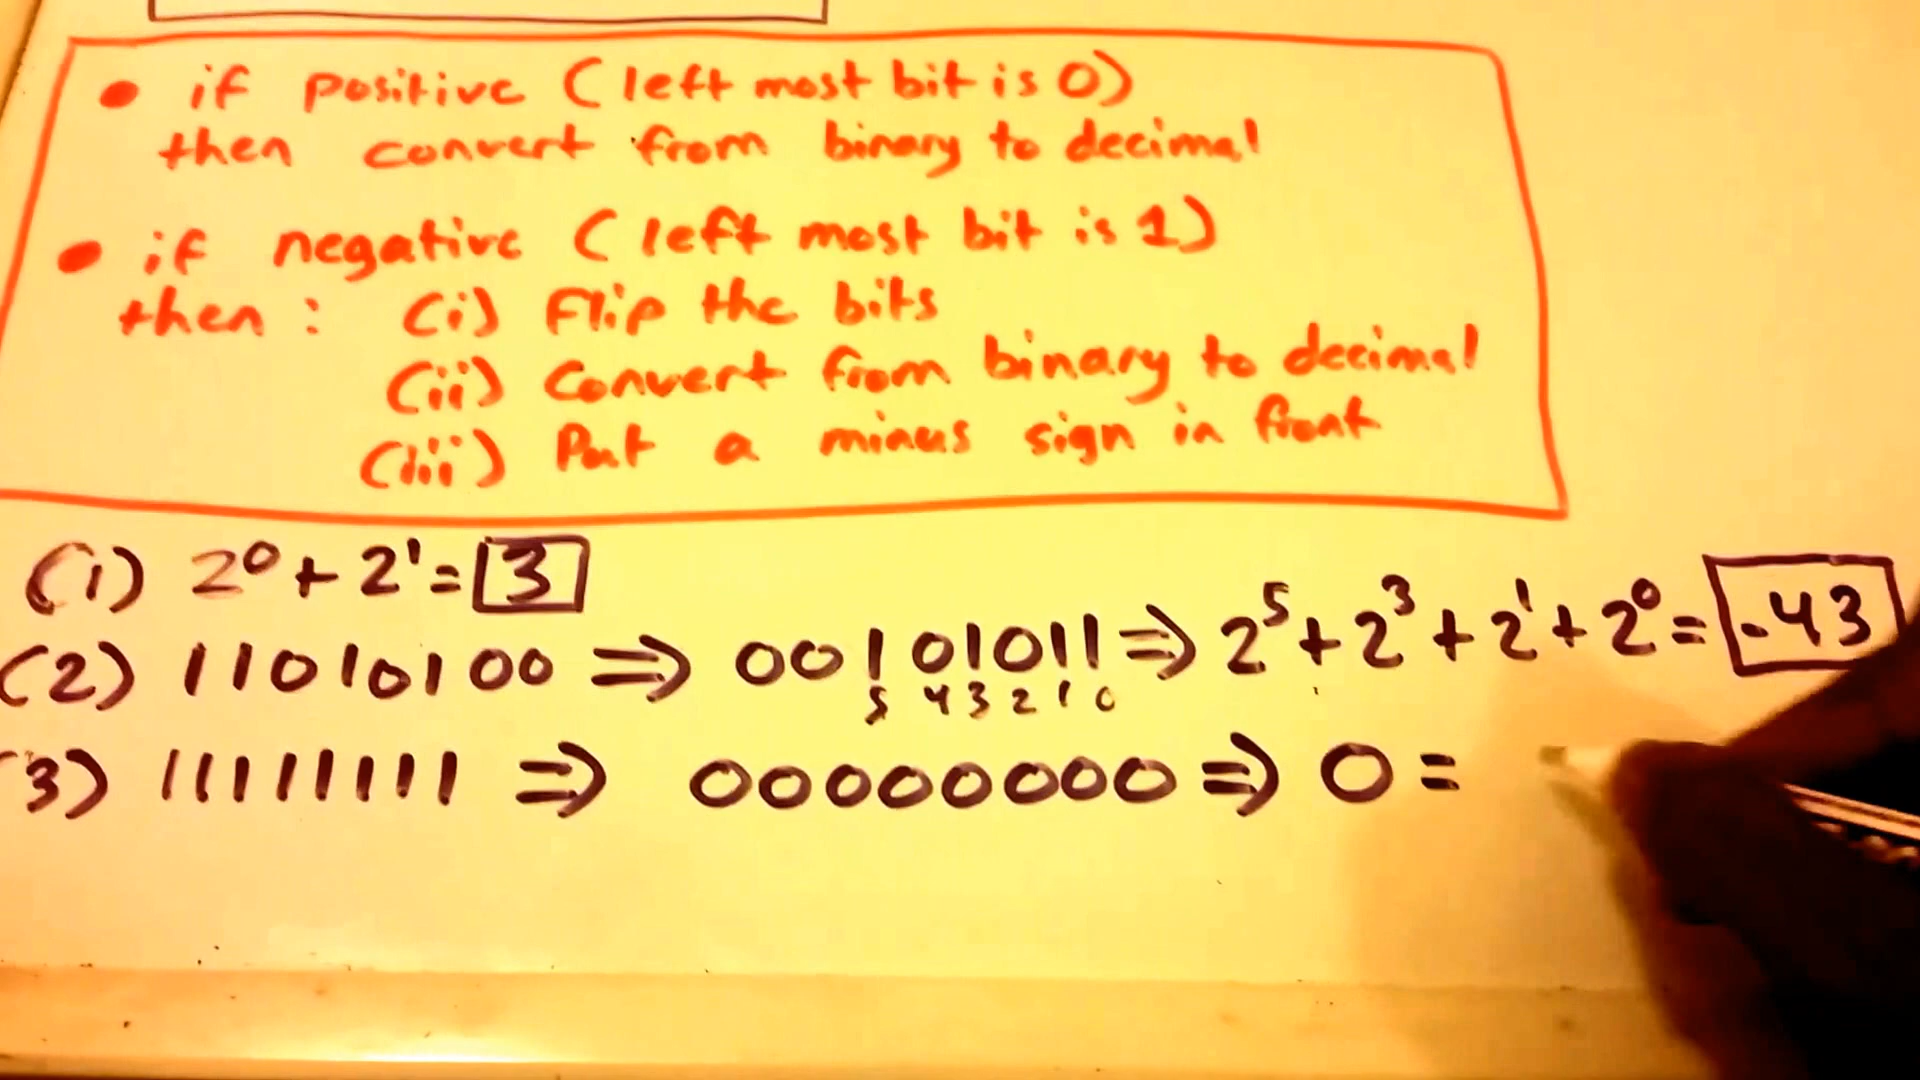 • if positive (left most bit is 0)
then convert from binary to decimal
• if negative (left most bit is 1)
then : (i) Flip the bits
(ii) Convert from binary to decimal
(iii) Put a minus sign in front
(1) 2⁰ + 2¹ = 3
(2) 11010100 ⇒ 00101011 ⇒ 2⁵ + 2³ + 2¹ + 2⁰ = -43
5 4 3 2 1 0
(3) 11111111 ⇒ 00000000 ⇒ 0 =